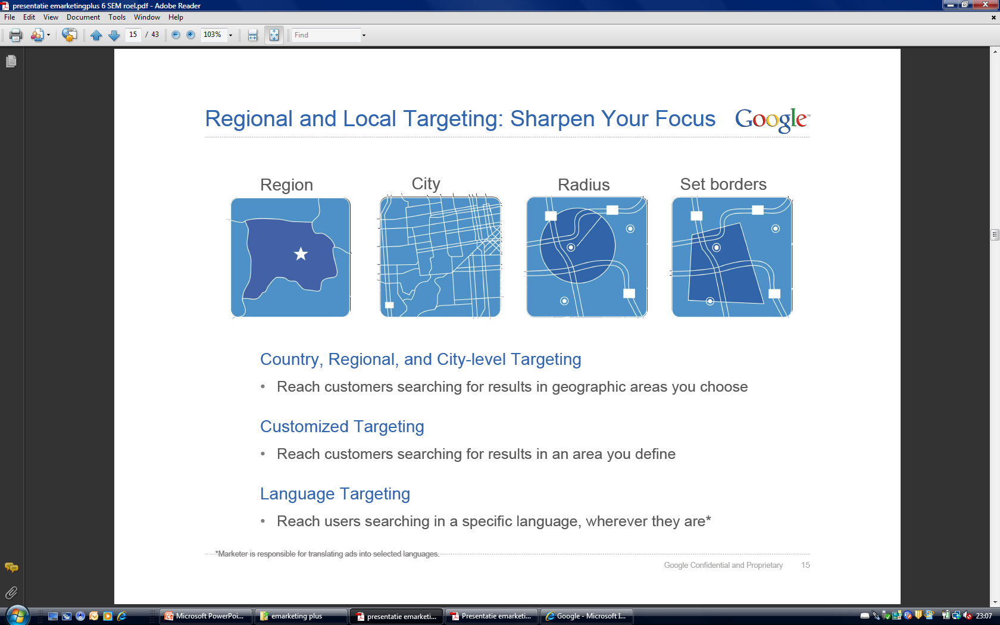 presentatie emarketingplus 6 SEM roel.pdf - Adobe Reader
File Edit View Document Tools Window Help
15 / 43 103% Find
Regional and Local Targeting: Sharpen Your Focus Google™
Region City Radius Set borders
Country, Regional, and City-level Targeting
• Reach customers searching for results in geographic areas you choose
Customized Targeting
• Reach customers searching for results in an area you define
Language Targeting
• Reach users searching in a specific language, wherever they are*
*Marketer is responsible for translating ads into selected languages.
Google Confidential and Proprietary 15
Microsoft PowerPoi... emarketing plus presentatie emarketi... Presentatie emarketi... Google - Microsoft I... 23:07